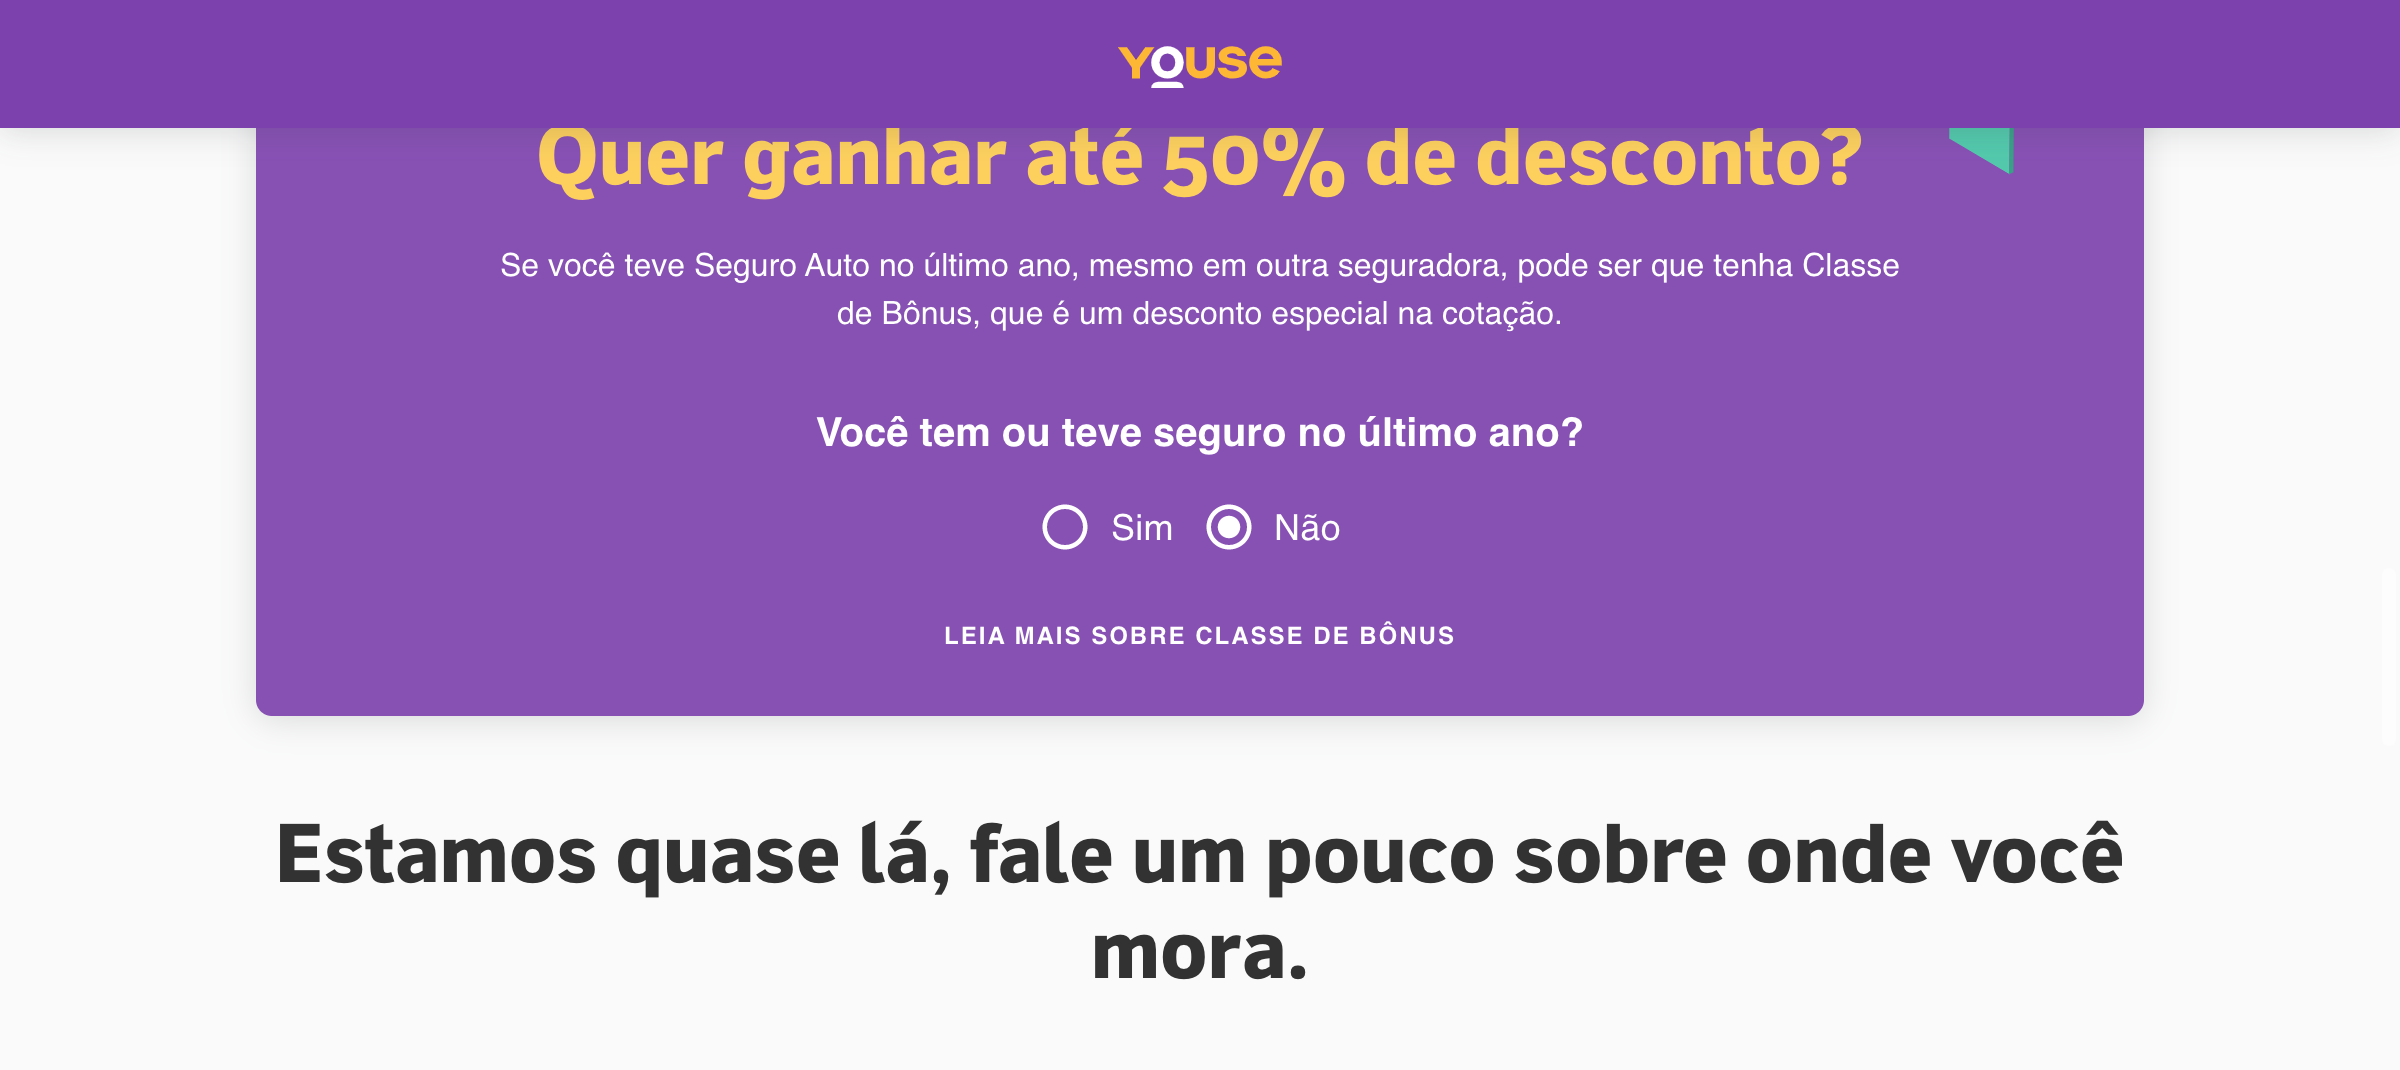 Youse
Quer ganhar até 50% de desconto?
Se você teve Seguro Auto no último ano, mesmo em outra seguradora, pode ser que tenha Classe
de Bônus, que é um desconto especial na cotação.
Você tem ou teve seguro no último ano?
Sim Não
LEIA MAIS SOBRE CLASSE DE BÔNUS
Estamos quase lá, fale um pouco sobre onde você
mora.